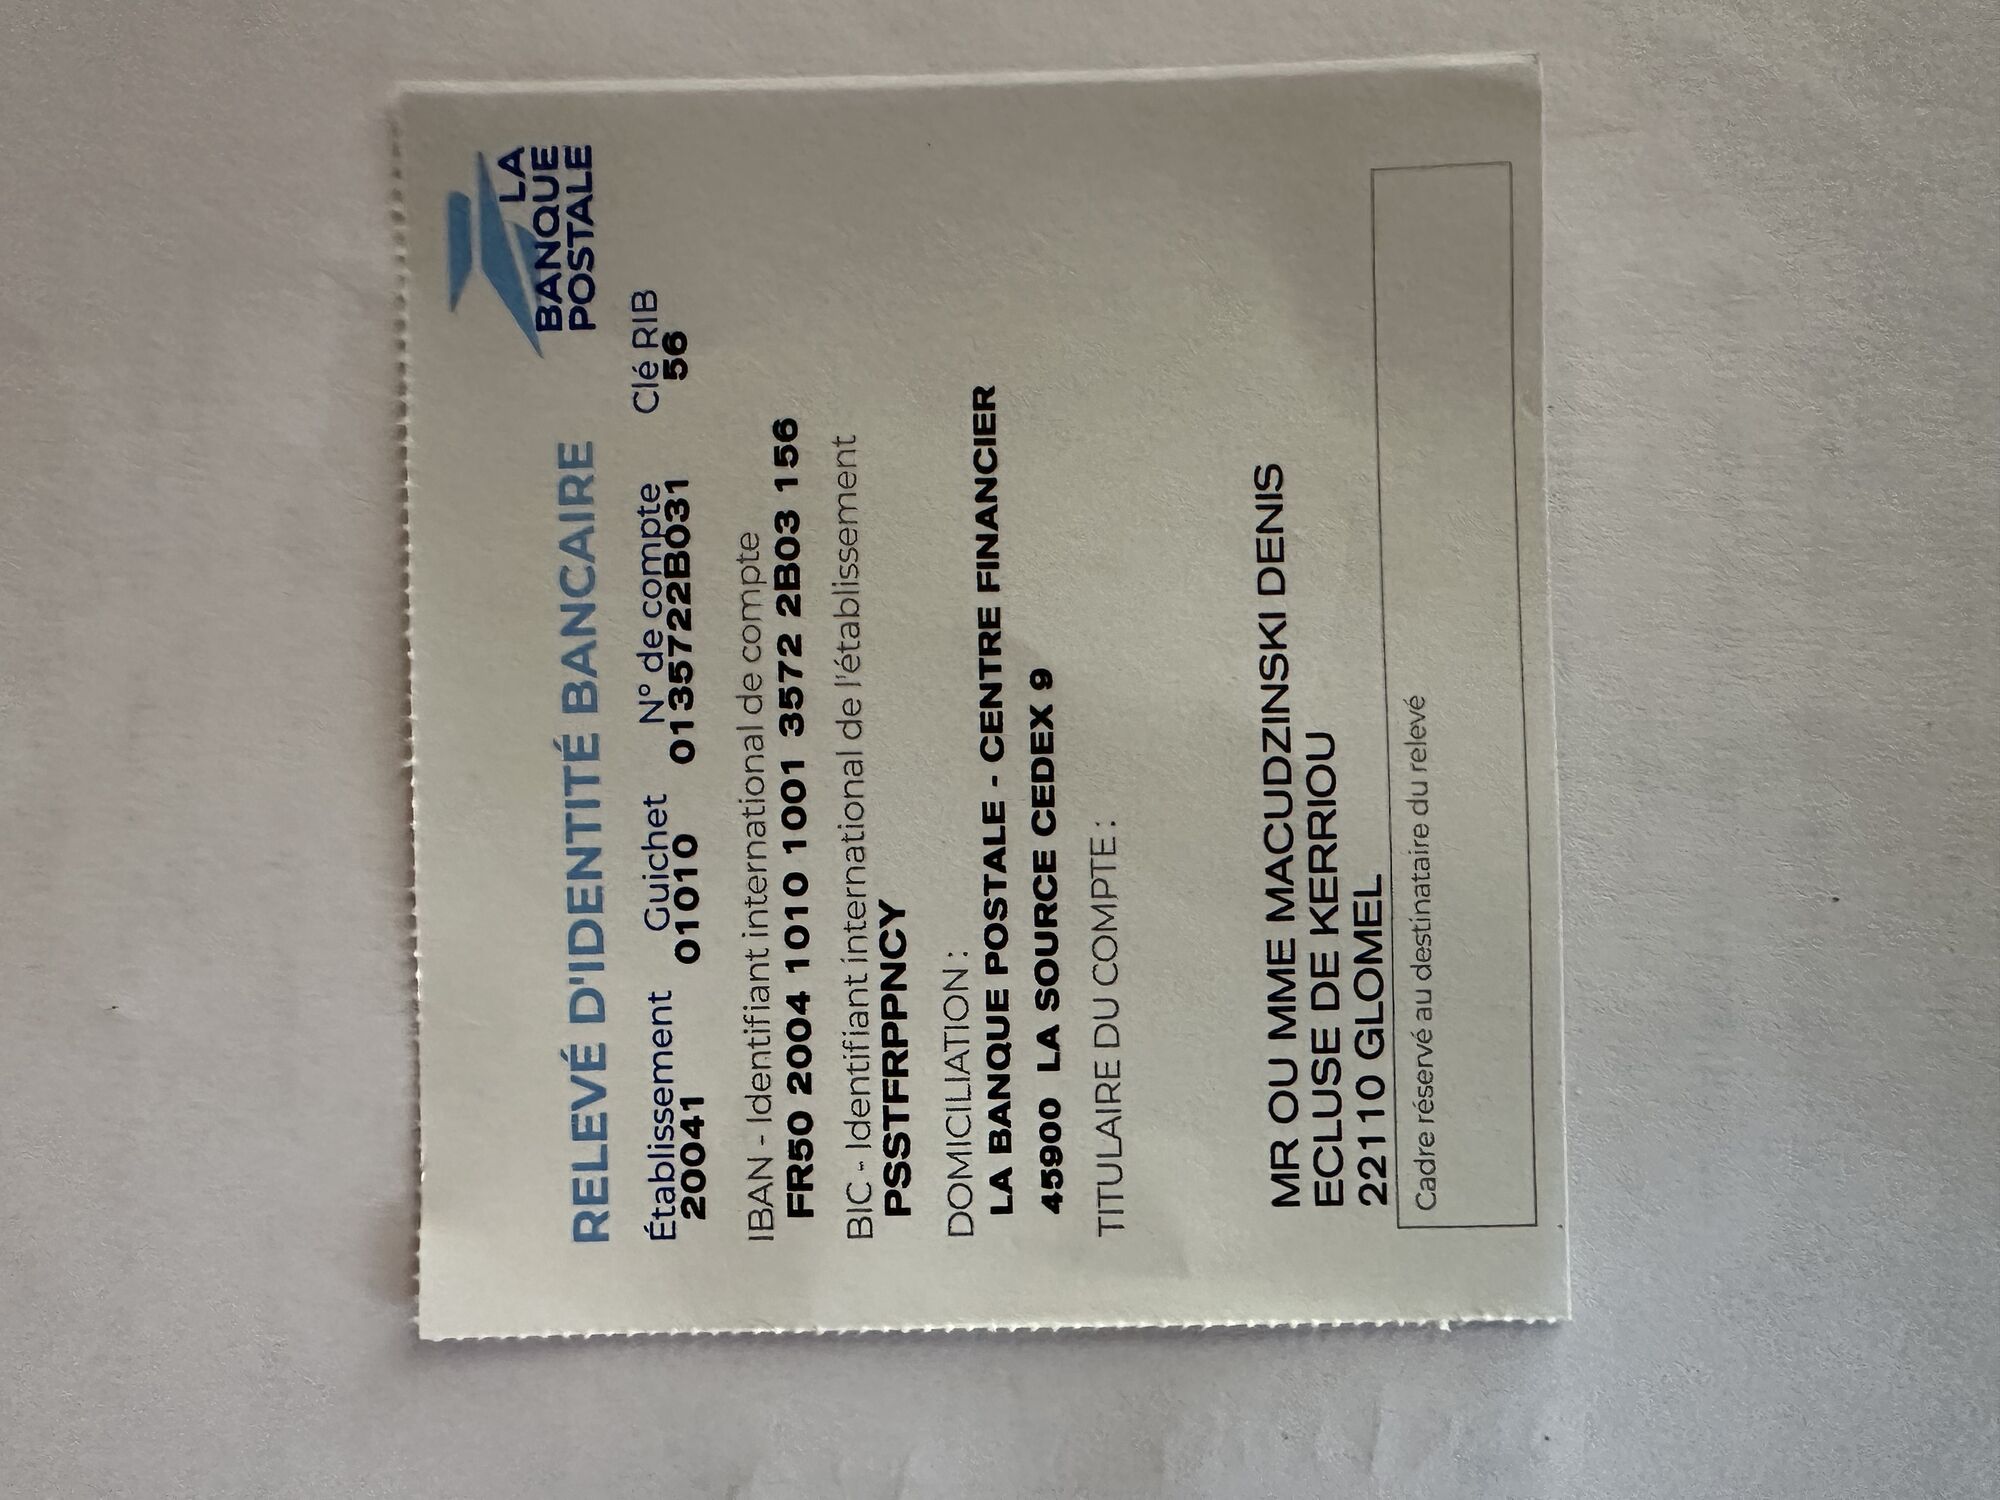 LA
BANQUE
POSTALE
RELEVÉ D'IDENTITÉ BANCAIRE
Établissement Guichet N° de compte Clé RIB
20041 01010 0135722B031 56
IBAN - Identifiant international de compte
FR50 2004 1010 1001 3572 2B03 156
BIC - Identifiant international de l'établissement
PSSTFRPPNCY
DOMICILIATION :
LA BANQUE POSTALE - CENTRE FINANCIER
45900 LA SOURCE CEDEX 9
TITULAIRE DU COMPTE :
MR OU MME MACUDZINSKI DENIS
ECLUSE DE KERRIOU
22110 GLOMEL
Cadre réservé au destinataire du relevé